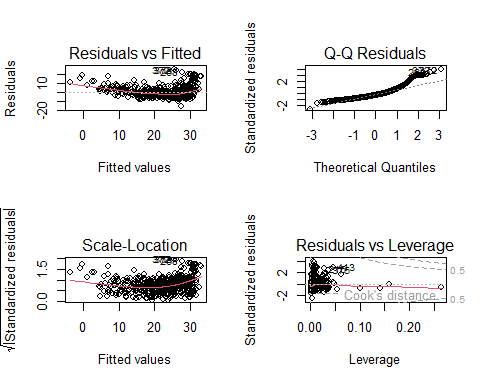 Residuals vs Fitted
Residuals
-20
10
0
10
20
30
Fitted values
Q-Q Residuals
Standardized residuals
-2
2
-3
-2
-1
0
1
2
3
Theoretical Quantiles
Scale-Location
√|Standardized residuals|
0.0
1.5
0
10
20
30
Fitted values
Residuals vs Leverage
Standardized residuals
-2
2
0.5
0.5
Cook's distance
0.00
0.10
0.20
Leverage